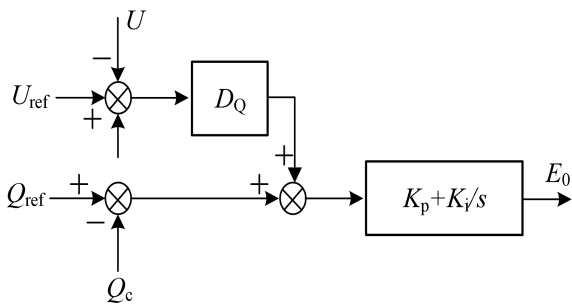 U
−
U_ref
+
D_Q
+
Q_ref
+
−
+
K_p+K_i/s
E_0
Q_c